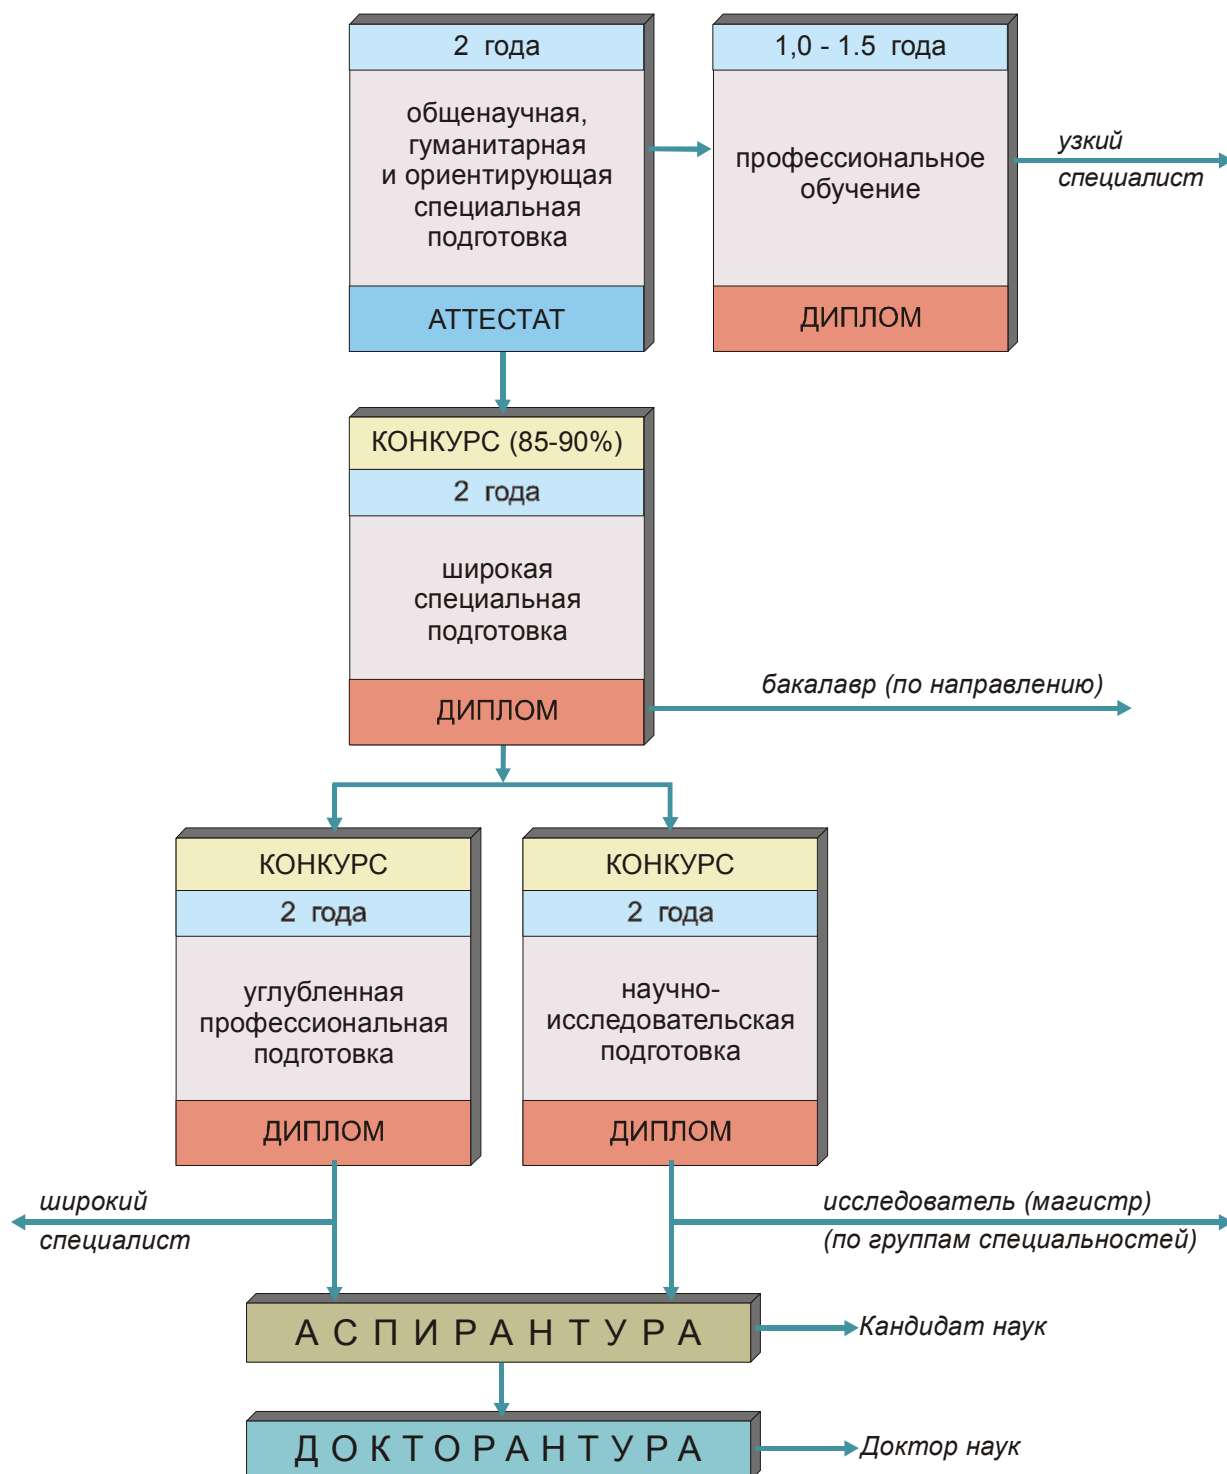 2 года
общенаучная,
гуманитарная
и ориентирующая
специальная
подготовка
АТТЕСТАТ
1,0 - 1.5 года
профессиональное
обучение
ДИПЛОМ
узкий
специалист
КОНКУРС (85-90%)
2 года
широкая
специальная
подготовка
ДИПЛОМ
бакалавр (по направлению)
КОНКУРС
2 года
углубленная
профессиональная
подготовка
ДИПЛОМ
КОНКУРС
2 года
научно-
исследовательская
подготовка
ДИПЛОМ
широкий
специалист
исследователь (магистр)
(по группам специальностей)
АСПИРАНТУРА
Кандидат наук
ДОКТОРАНТУРА
Доктор наук